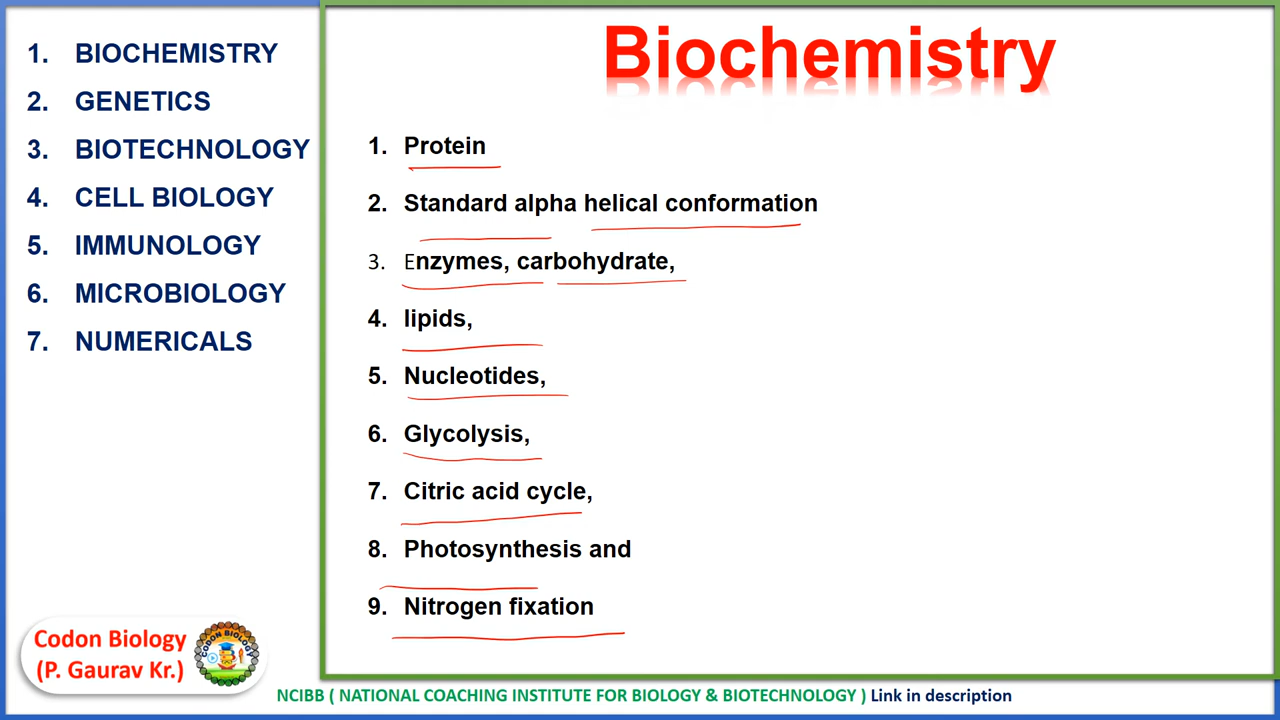 1. BIOCHEMISTRY
2. GENETICS
3. BIOTECHNOLOGY
4. CELL BIOLOGY
5. IMMUNOLOGY
6. MICROBIOLOGY
7. NUMERICALS
Biochemistry
1. Protein
2. Standard alpha helical conformation
3. Enzymes, carbohydrate,
4. lipids,
5. Nucleotides,
6. Glycolysis,
7. Citric acid cycle,
8. Photosynthesis and
9. Nitrogen fixation
Codon Biology
(P. Gaurav Kr.)
CODON BIOLOGY
NCIBB ( NATIONAL COACHING INSTITUTE FOR BIOLOGY & BIOTECHNOLOGY ) Link in description